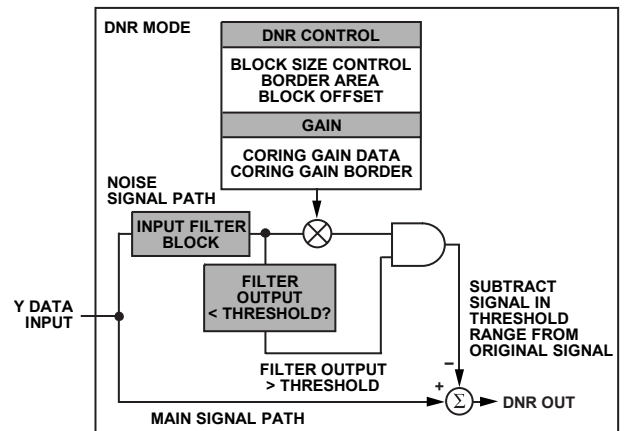 DNR MODE
DNR CONTROL
BLOCK SIZE CONTROL
BORDER AREA
BLOCK OFFSET
GAIN
CORING GAIN DATA
CORING GAIN BORDER
NOISE
SIGNAL PATH
INPUT FILTER
BLOCK
FILTER
OUTPUT
< THRESHOLD?
Y DATA
INPUT
SUBTRACT
SIGNAL IN
THRESHOLD
RANGE FROM
ORIGINAL SIGNAL
FILTER OUTPUT
> THRESHOLD
–
+
Σ
DNR OUT
MAIN SIGNAL PATH